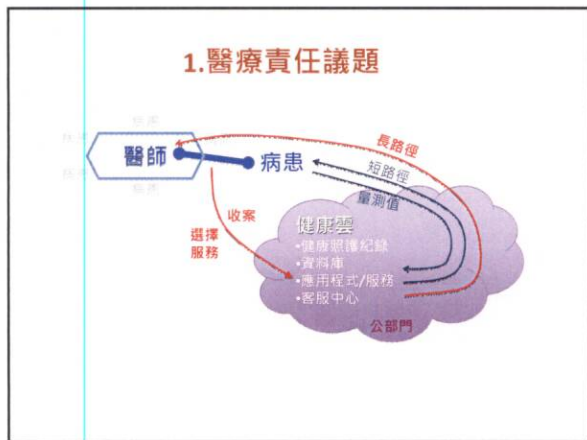 1.醫療責任議題
醫師
病患
長路徑
短路徑
量測值
收案
選擇
服務
健康雲
•健康照護紀錄
•資料庫
•應用程式/服務
•客服中心
公部門